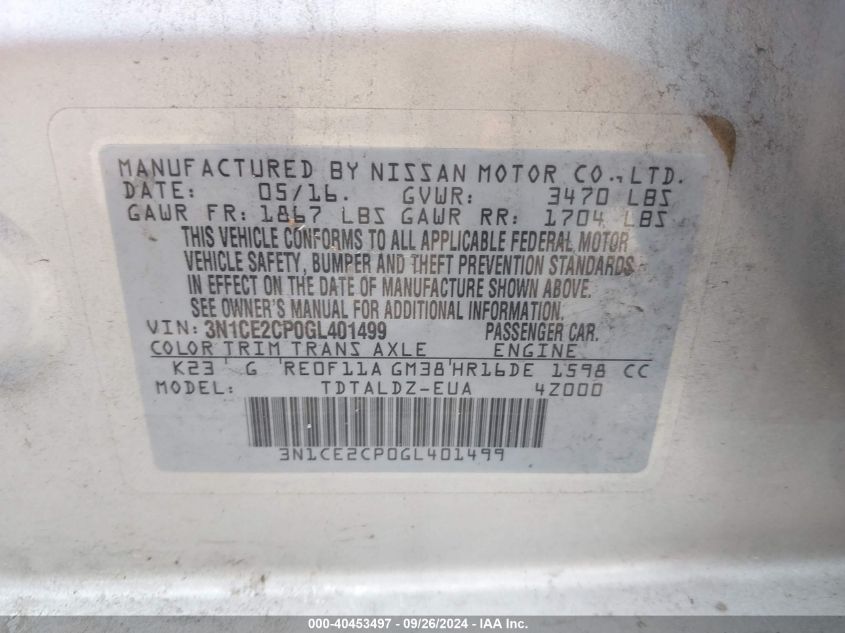 MANUFACTURED BY NISSAN MOTOR CO.,LTD.
DATE: 05/16. GVWR: 3470 LBS
GAWR FR: 1867 LBS GAWR RR: 1704 LBS
THIS VEHICLE CONFORMS TO ALL APPLICABLE FEDERAL MOTOR
VEHICLE SAFETY, BUMPER AND THEFT PREVENTION STANDARDS
IN EFFECT ON THE DATE OF MANUFACTURE SHOWN ABOVE.
SEE OWNER'S MANUAL FOR ADDITIONAL INFORMATION.
VIN: 3N1CE2CP0GL401499 PASSENGER CAR.
COLOR TRIM TRANS AXLE ENGINE
K23 ' G 'RE0F11A GM38'HR16DE 1598 CC
MODEL: TDTALDZ-EUA 4Z000
3N1CE2CP0GL401499
000-40453497 - 09/26/2024 - IAA Inc.